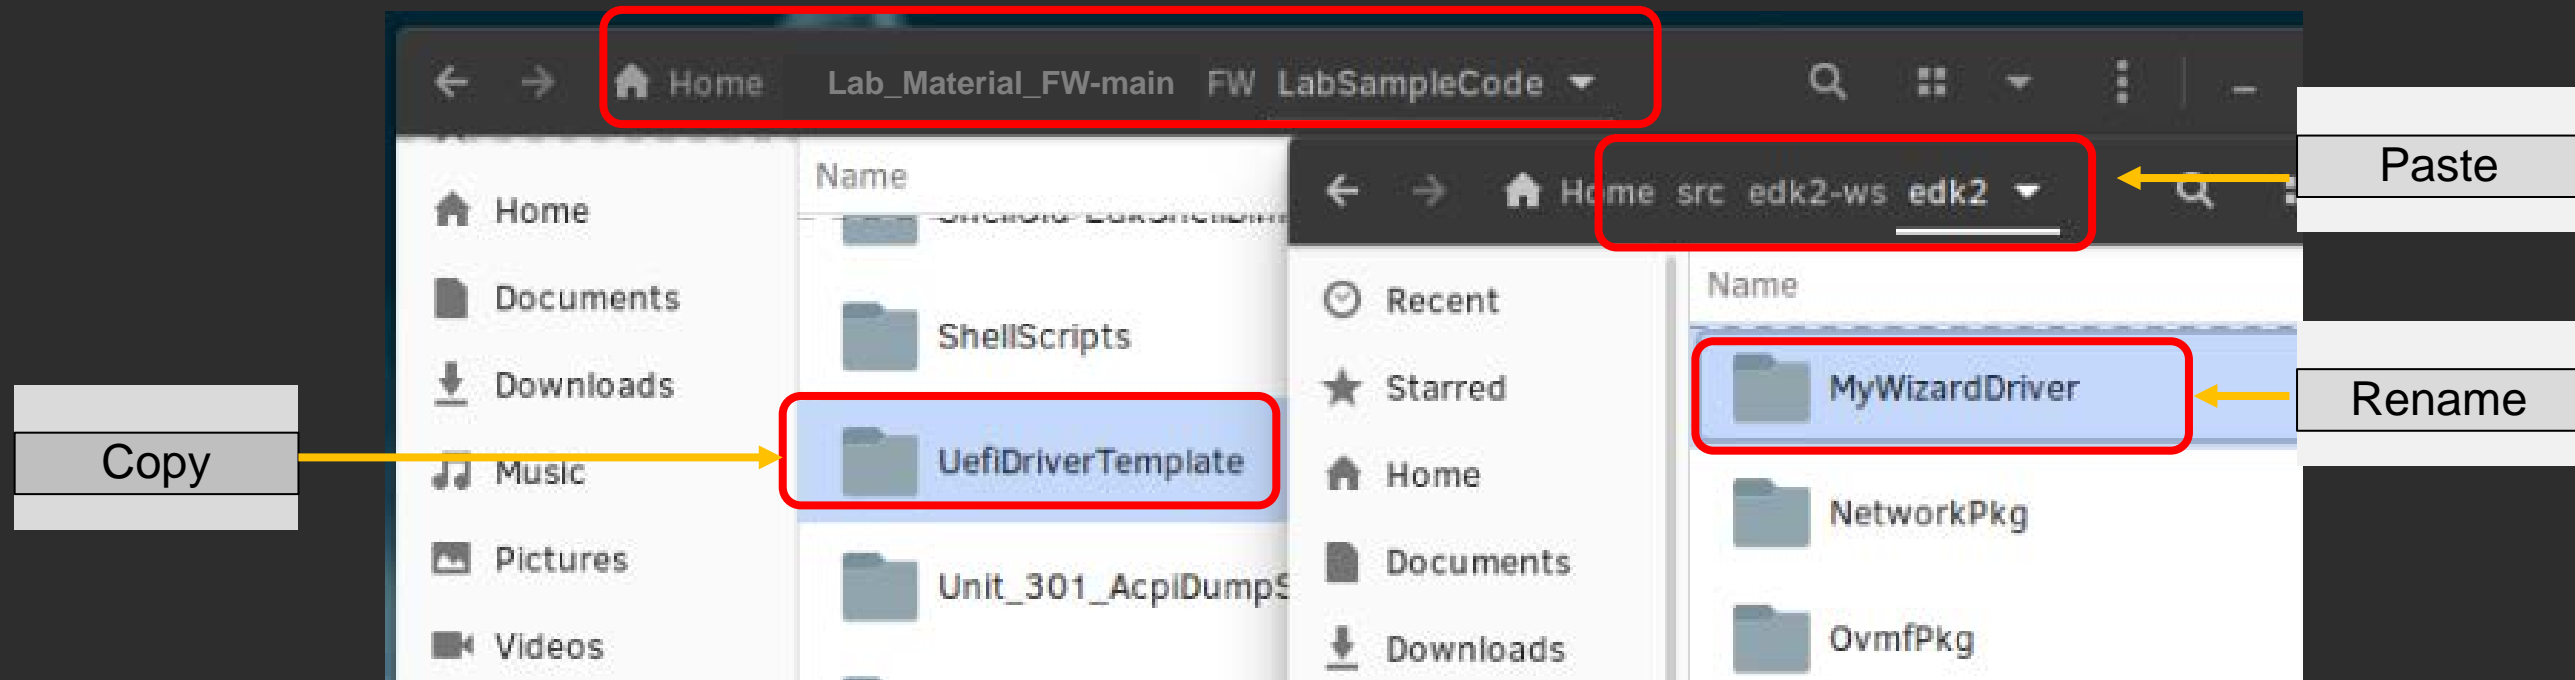 Home Lab_Material_FW-main FW LabSampleCode
Name
Home
Documents
Downloads
Music
Pictures
Videos
ShellScripts
UefiDriverTemplate
Unit_301_AcpiDumpS
Home src edk2-ws edk2
Name
Recent
Starred
Home
Documents
Downloads
MyWizardDriver
NetworkPkg
OvmfPkg
Copy
Paste
Rename